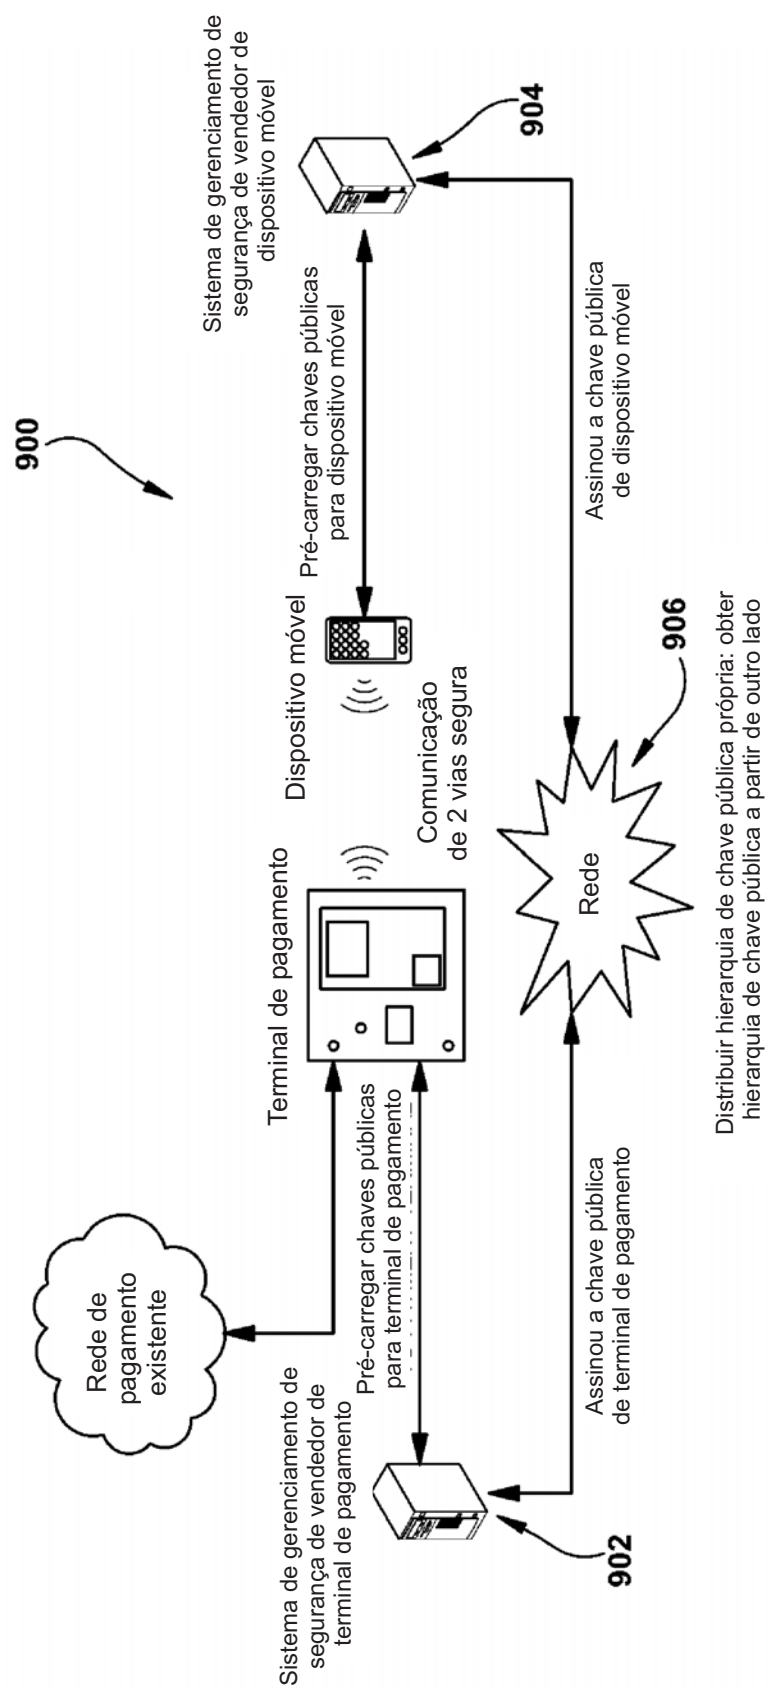 900
Sistema de gerenciamento de
segurança de vendedor de
dispositivo móvel
904
Pré-carregar chaves públicas
para dispositivo móvel
Dispositivo móvel
Comunicação
de 2 vias segura
Terminal de pagamento
Rede de
pagamento
existente
Pré-carregar chaves públicas
para terminal de pagamento
Sistema de gerenciamento de
segurança de vendedor de
terminal de pagamento
902
Assinou a chave pública
de terminal de pagamento
Rede
906
Assinou a chave pública
de dispositivo móvel
Distribuir hierarquia de chave pública própria: obter
hierarquia de chave pública a partir de outro lado